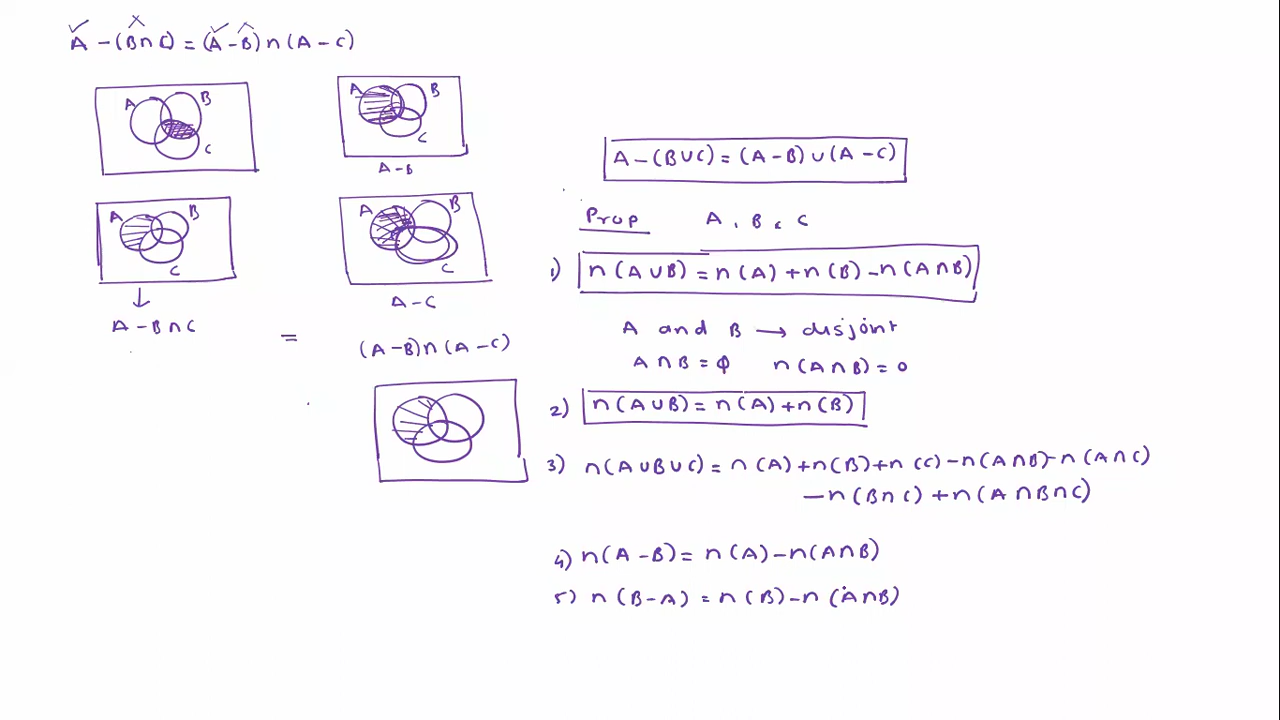 A - (B∩C) = (A - B) ∩ (A - C)
A B
C
A B
C
A - B
A B
C
A - B∩C
A B
C
A - C
=
(A - B) ∩ (A - C)
A - (B∪C) = (A - B) ∪ (A - C)
Prop A, B, C
1) n(A∪B) = n(A) + n(B) - n(A∩B)
A and B → disjoint
A∩B = ϕ n(A∩B) = 0
2) n(A∪B) = n(A) + n(B)
3) n(A∪B∪C) = n(A) + n(B) + n(C) - n(A∩B) - n(A∩C)
- n(B∩C) + n(A∩B∩C)
4) n(A - B) = n(A) - n(A∩B)
5) n(B - A) = n(B) - n(A∩B)